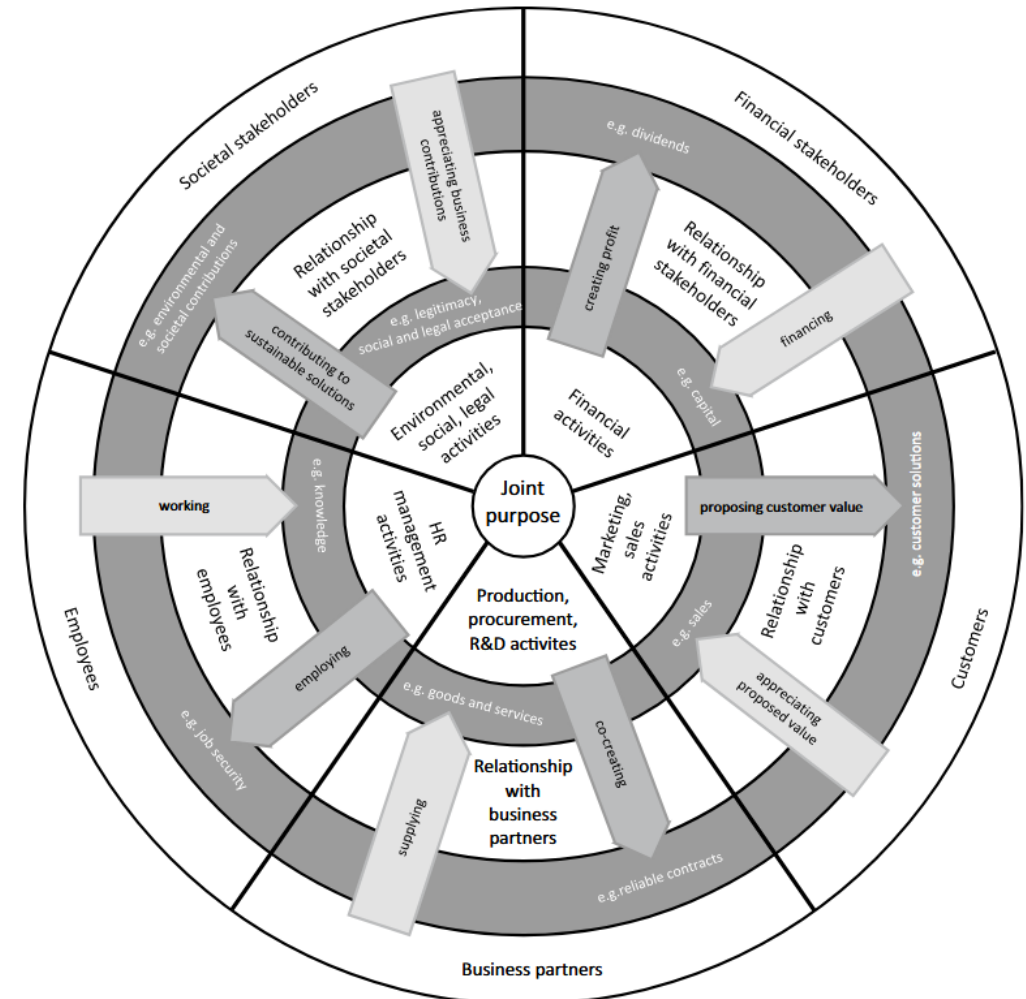 Societal stakeholders
Financial stakeholders
Customers
Business partners
Employees
e.g. environmental and
societal contributions
e.g. dividends
e.g. customer solutions
e.g.reliable contracts
e.g. job security
appreciating business
contributions
contributing to
sustainable solutions
creating profit
financing
proposing customer value
appreciating
proposed value
co-creating
supplying
employing
working
Relationship
with societal
stakeholders
Relationship
with financial
stakeholders
Relationship
with
customers
Relationship
with
business
partners
Relationship
with
employees
e.g. legitimacy,
social and legal acceptance
e.g. capital
e.g. sales
e.g. goods and services
e.g. knowledge
Environmental,
social, legal
activities
Financial
activities
Marketing,
sales
activities
Production,
procurement,
R&D activites
HR
management
activities
Joint
purpose